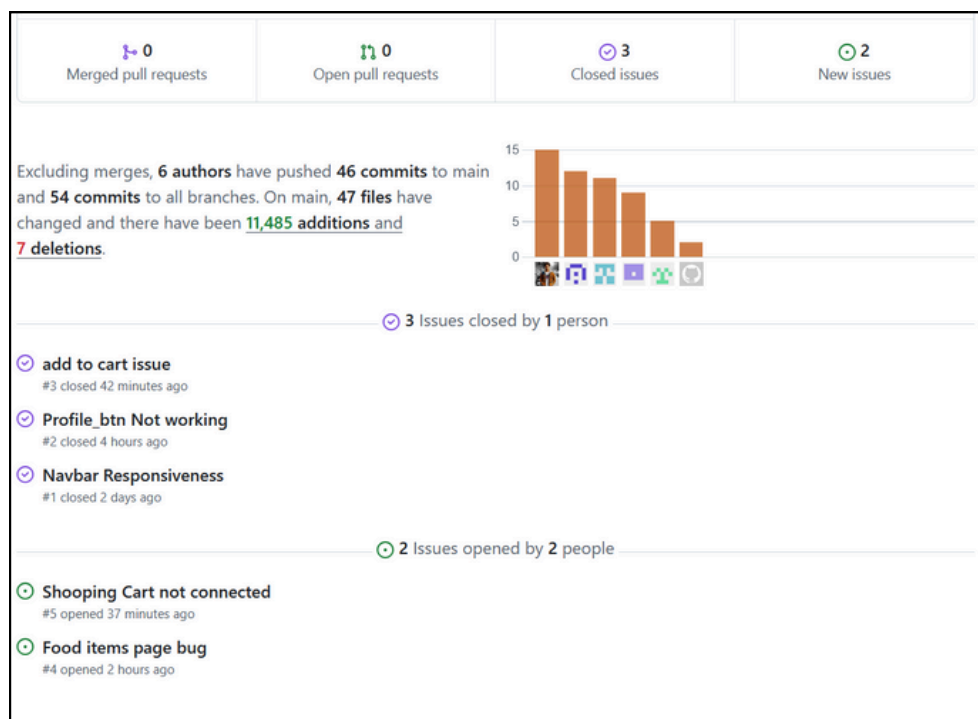 0
Merged pull requests
0
Open pull requests
3
Closed issues
2
New issues
Excluding merges, 6 authors have pushed 46 commits to main
and 54 commits to all branches. On main, 47 files have
changed and there have been 11,485 additions and
7 deletions.
15
10
5
0
3 Issues closed by 1 person
add to cart issue
#3 closed 42 minutes ago
Profile_btn Not working
#2 closed 4 hours ago
Navbar Responsiveness
#1 closed 2 days ago
2 Issues opened by 2 people
Shooping Cart not connected
#5 opened 37 minutes ago
Food items page bug
#4 opened 2 hours ago